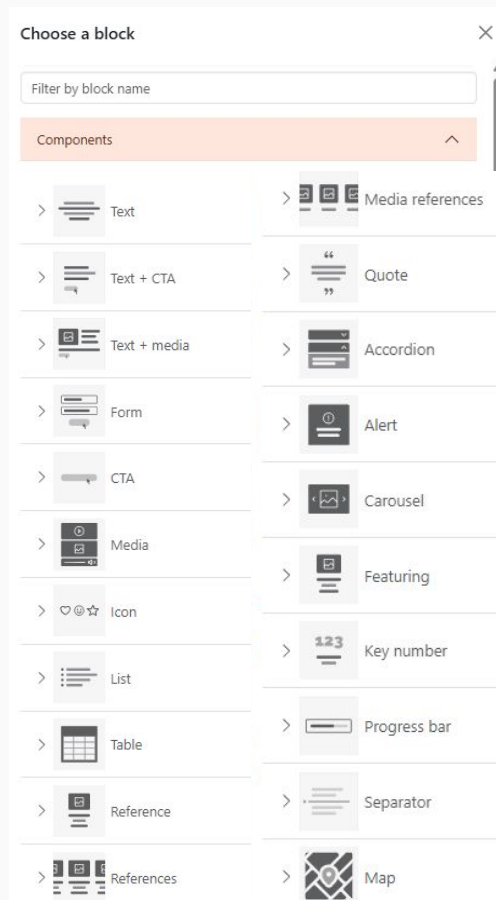 Choose a block
Filter by block name
Components
Text
Text + CTA
Text + media
Form
CTA
Media
Icon
List
Table
Reference
References
Media references
Quote
Accordion
Alert
Carousel
Featuring
123
Key number
Progress bar
Separator
Map